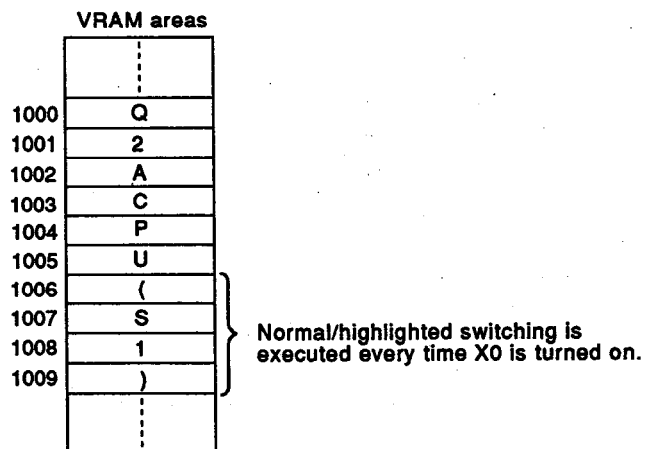 VRAM areas
1000 Q
1001 2
1002 A
1003 C
1004 P
1005 U
1006 (
1007 S
1008 1
1009 )
Normal/highlighted switching is
executed every time X0 is turned on.